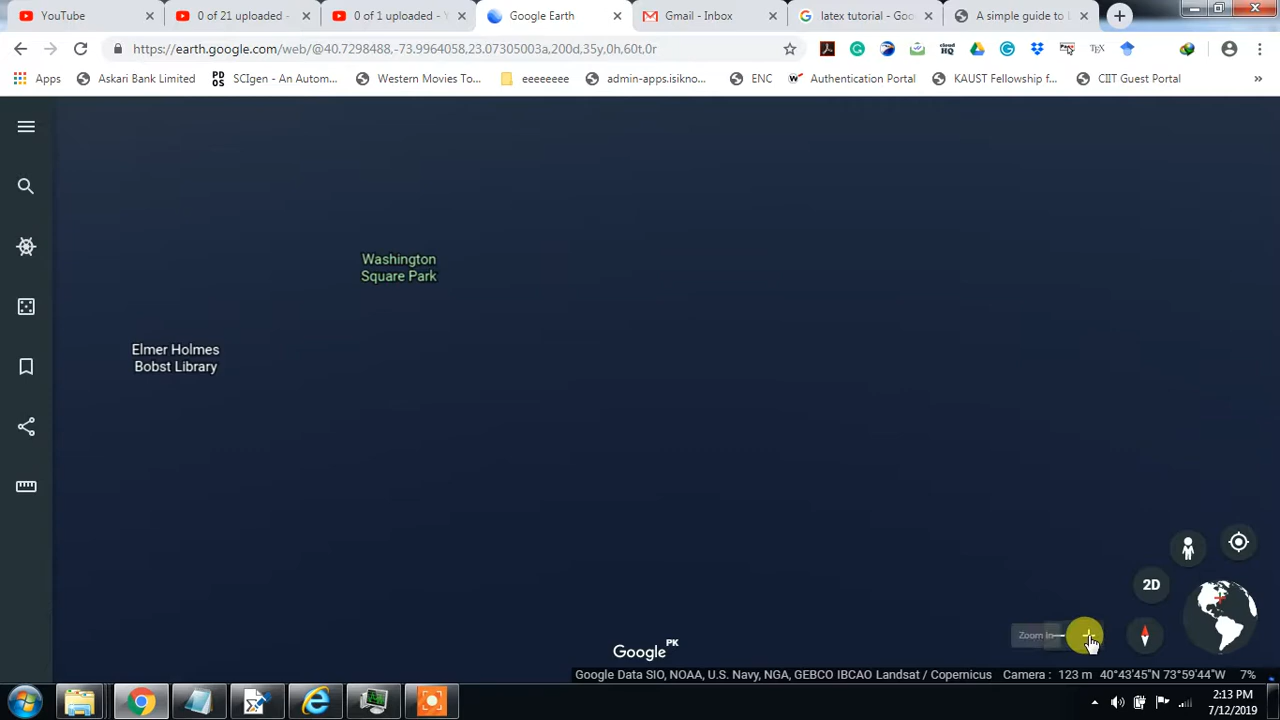 YouTube
0 of 21 uploaded -
0 of 1 uploaded - Y
Google Earth
Gmail - Inbox
latex tutorial - Goo
A simple guide to L
https://earth.google.com/web/@40.7298488,-73.9964058,23.07305003a,200d,35y,0h,60t,0r
Apps
Askari Bank Limited
PD OS
SCIgen - An Autom...
Western Movies:To...
eeeeeeee
admin-apps.isikno...
ENC
Authentication Portal
KAUST Fellowship f...
CIIT Guest Portal
»
Washington
Square Park
Elmer Holmes
Bobst Library
2D
Zoom In
Google PK
Google Data SIO, NOAA, U.S. Navy, NGA, GEBCO IBCAO Landsat / Copernicus Camera : 123 m 40°43'45"N 73°59'44"W 7%
2:13 PM
7/12/2019